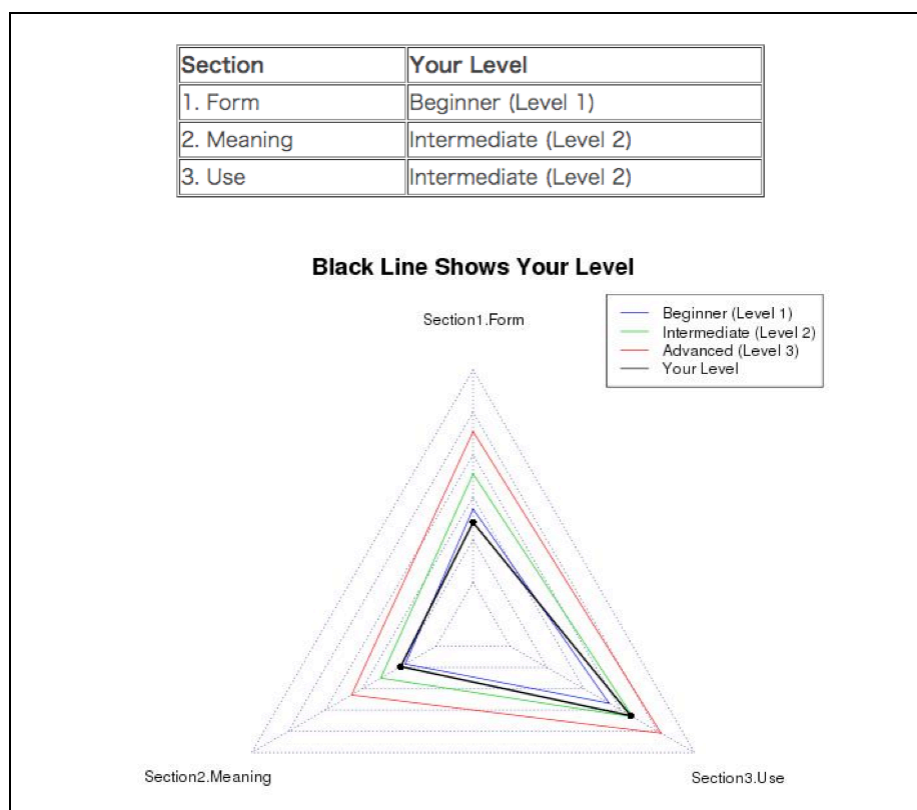 Section Your Level
1. Form Beginner (Level 1)
2. Meaning Intermediate (Level 2)
3. Use Intermediate (Level 2)
Black Line Shows Your Level
Section1.Form
Beginner (Level 1)
Intermediate (Level 2)
Advanced (Level 3)
Your Level
Section2.Meaning
Section3.Use